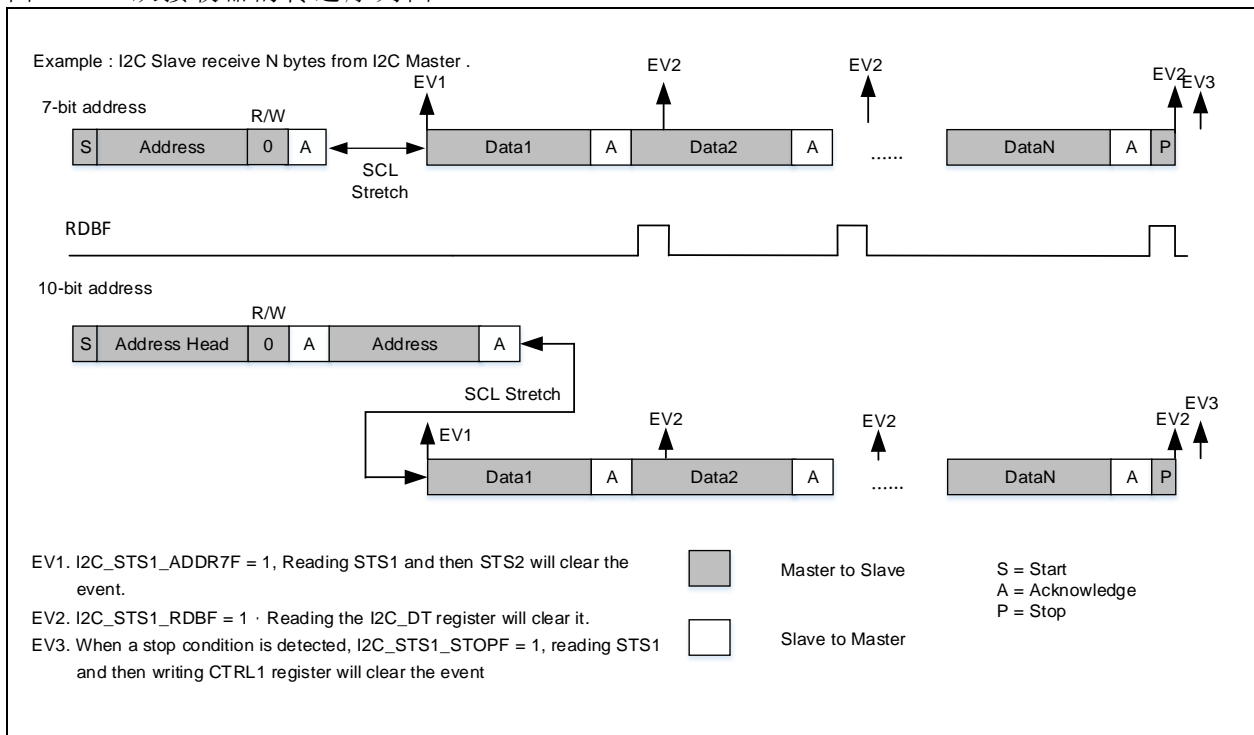 Example : I2C Slave receive N bytes from I2C Master .
EV1
EV2
EV2
EV2
EV3
7-bit address
R/W
S Address 0 A Data1 A Data2 A ...... DataN A P
SCL
Stretch
RDBF
10-bit address
R/W
S Address Head 0 A Address A
SCL Stretch
EV1
EV2
EV2
EV2
EV3
Data1 A Data2 A ...... DataN A P
EV1. I2C_STS1_ADDR7F = 1, Reading STS1 and then STS2 will clear the
event.
EV2. I2C_STS1_RDBF = 1 · Reading the I2C_DT register will clear it.
EV3. When a stop condition is detected, I2C_STS1_STOPF = 1, reading STS1
and then writing CTRL1 register will clear the event
Master to Slave
Slave to Master
S = Start
A = Acknowledge
P = Stop